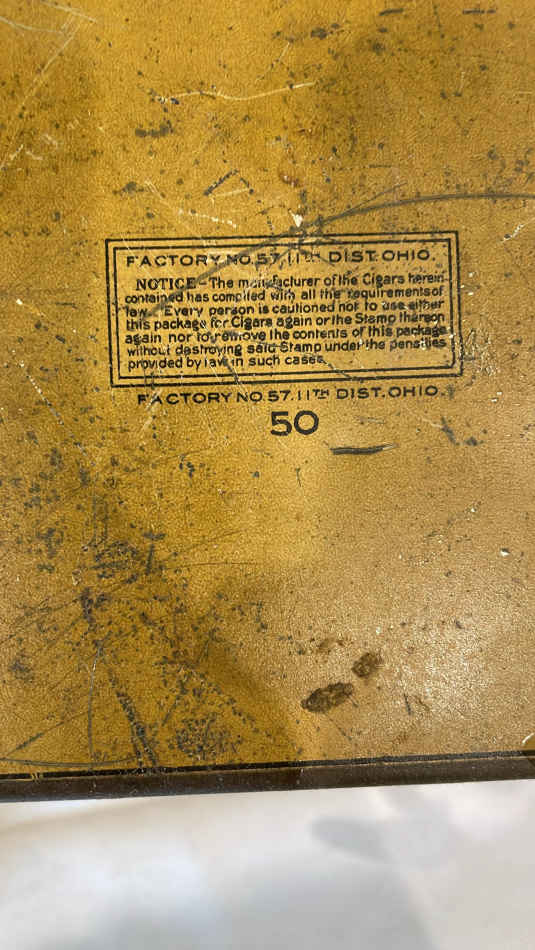 FACTORY NO. 57. 11TH DIST. OHIO.
NOTICE - The manufacturer of the Cigars herein
contained has complied with all the requirements of
law. Every person is cautioned not to use either
this package for Cigars again or the Stamp thereon
again nor to remove the contents of this package
without destroying said Stamp under the penalties
provided by law in such cases.
FACTORY NO. 57. 11TH DIST. OHIO.
50